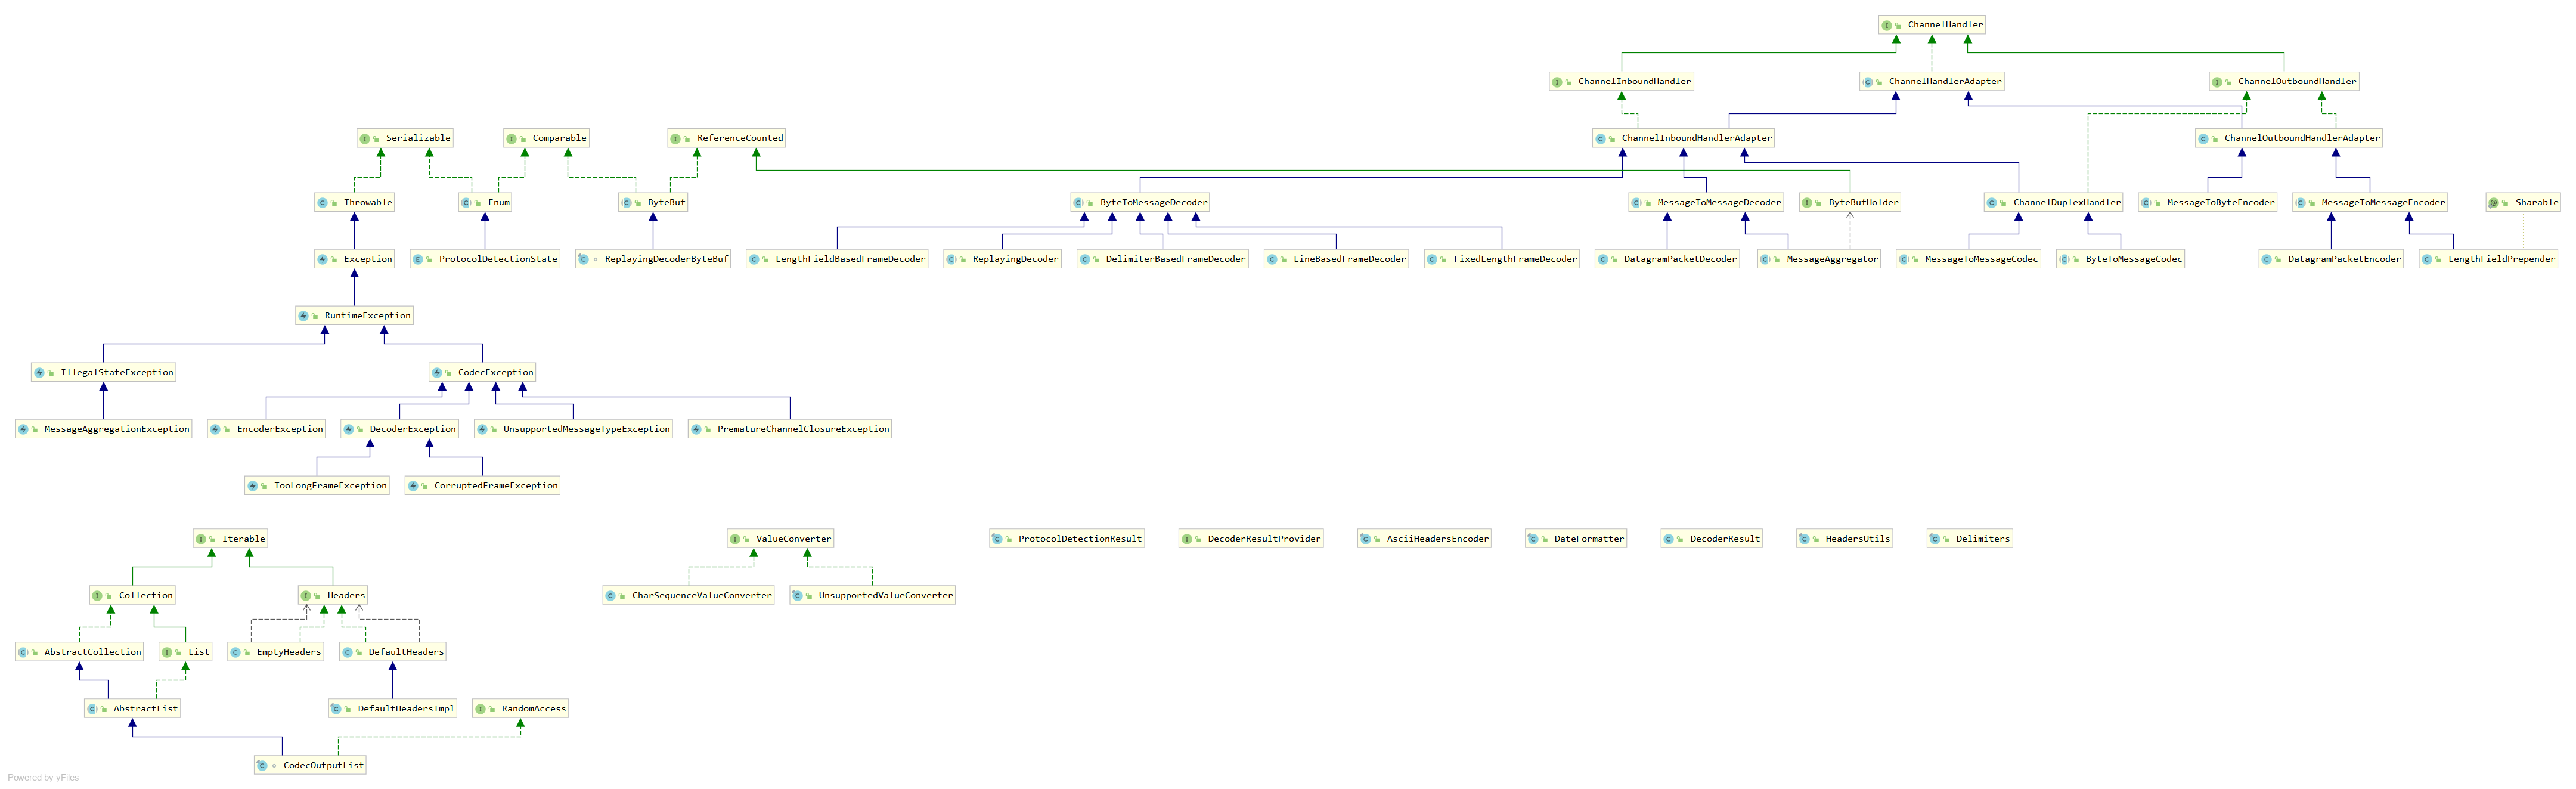 ChannelHandler
ChannelInboundHandler
ChannelHandlerAdapter
ChannelOutboundHandler
Serializable
Comparable
ReferenceCounted
ChannelInboundHandlerAdapter
ChannelOutboundHandlerAdapter
Throwable
Enum
ByteBuf
ByteToMessageDecoder
MessageToMessageDecoder
ByteBufHolder
ChannelDuplexHandler
MessageToByteEncoder
MessageToMessageEncoder
Sharable
Exception
ProtocolDetectionState
ReplayingDecoderByteBuf
LengthFieldBasedFrameDecoder
ReplayingDecoder
DelimiterBasedFrameDecoder
LineBasedFrameDecoder
FixedLengthFrameDecoder
DatagramPacketDecoder
MessageAggregator
MessageToMessageCodec
ByteToMessageCodec
DatagramPacketEncoder
LengthFieldPrepender
RuntimeException
IllegalStateException
CodecException
MessageAggregationException
EncoderException
DecoderException
UnsupportedMessageTypeException
PrematureChannelClosureException
TooLongFrameException
CorruptedFrameException
Iterable
ValueConverter
ProtocolDetectionResult
DecoderResultProvider
AsciiHeadersEncoder
DateFormatter
DecoderResult
HeadersUtils
Delimiters
Collection
Headers
CharSequenceValueConverter
UnsupportedValueConverter
AbstractCollection
List
EmptyHeaders
DefaultHeaders
AbstractList
DefaultHeadersImpl
RandomAccess
CodecOutputList
Powered by yFiles